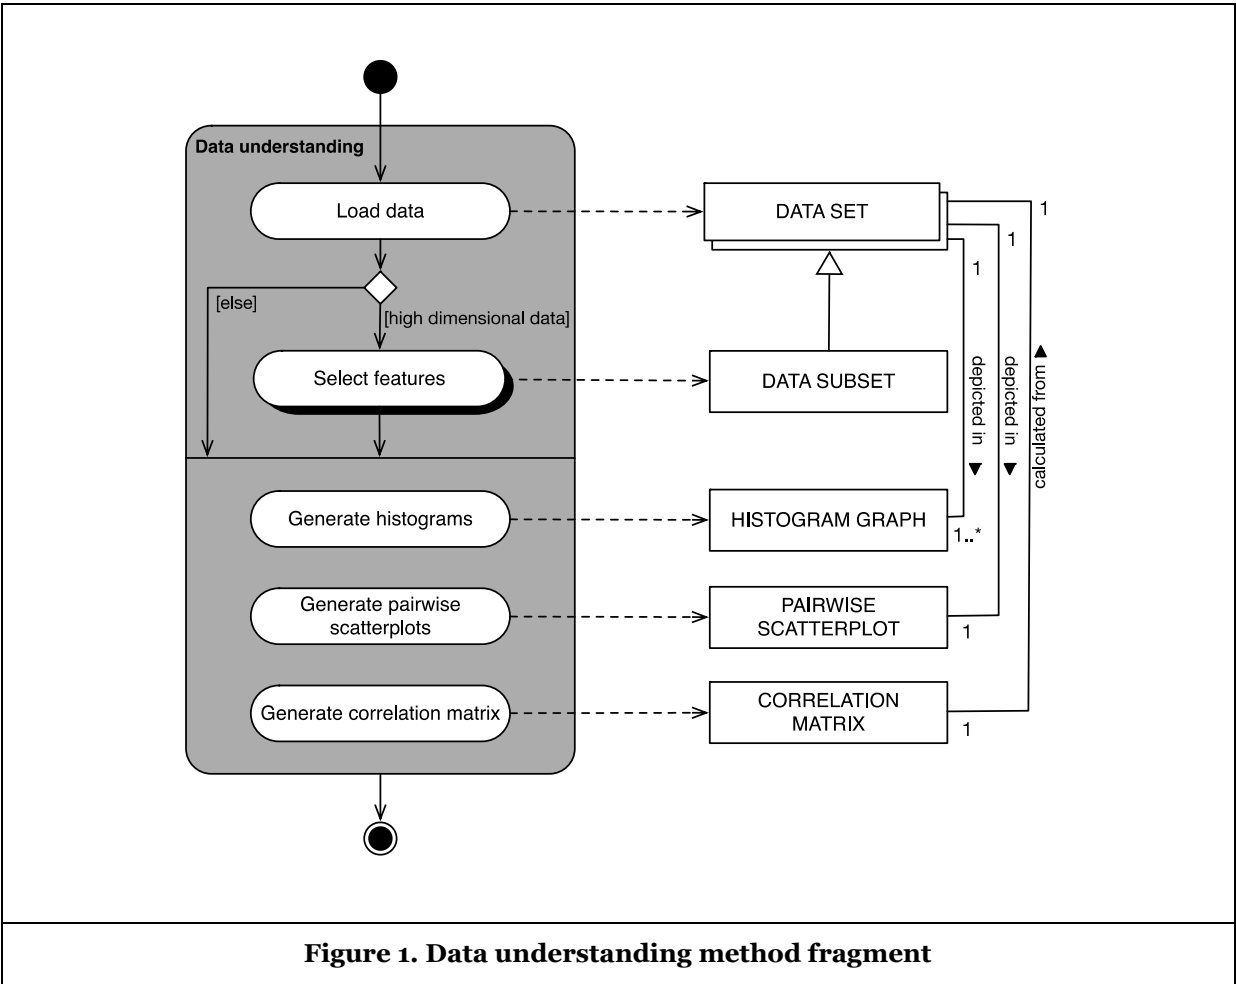 Data understanding
Load data
DATA SET
1
1
1
[else]
[high dimensional data]
Select features
DATA SUBSET
depicted in ▼
depicted in ▼
calculated from ▲
Generate histograms
HISTOGRAM GRAPH
1..*
Generate pairwise
scatterplots
PAIRWISE
SCATTERPLOT
1
Generate correlation matrix
CORRELATION
MATRIX
1
Figure 1. Data understanding method fragment